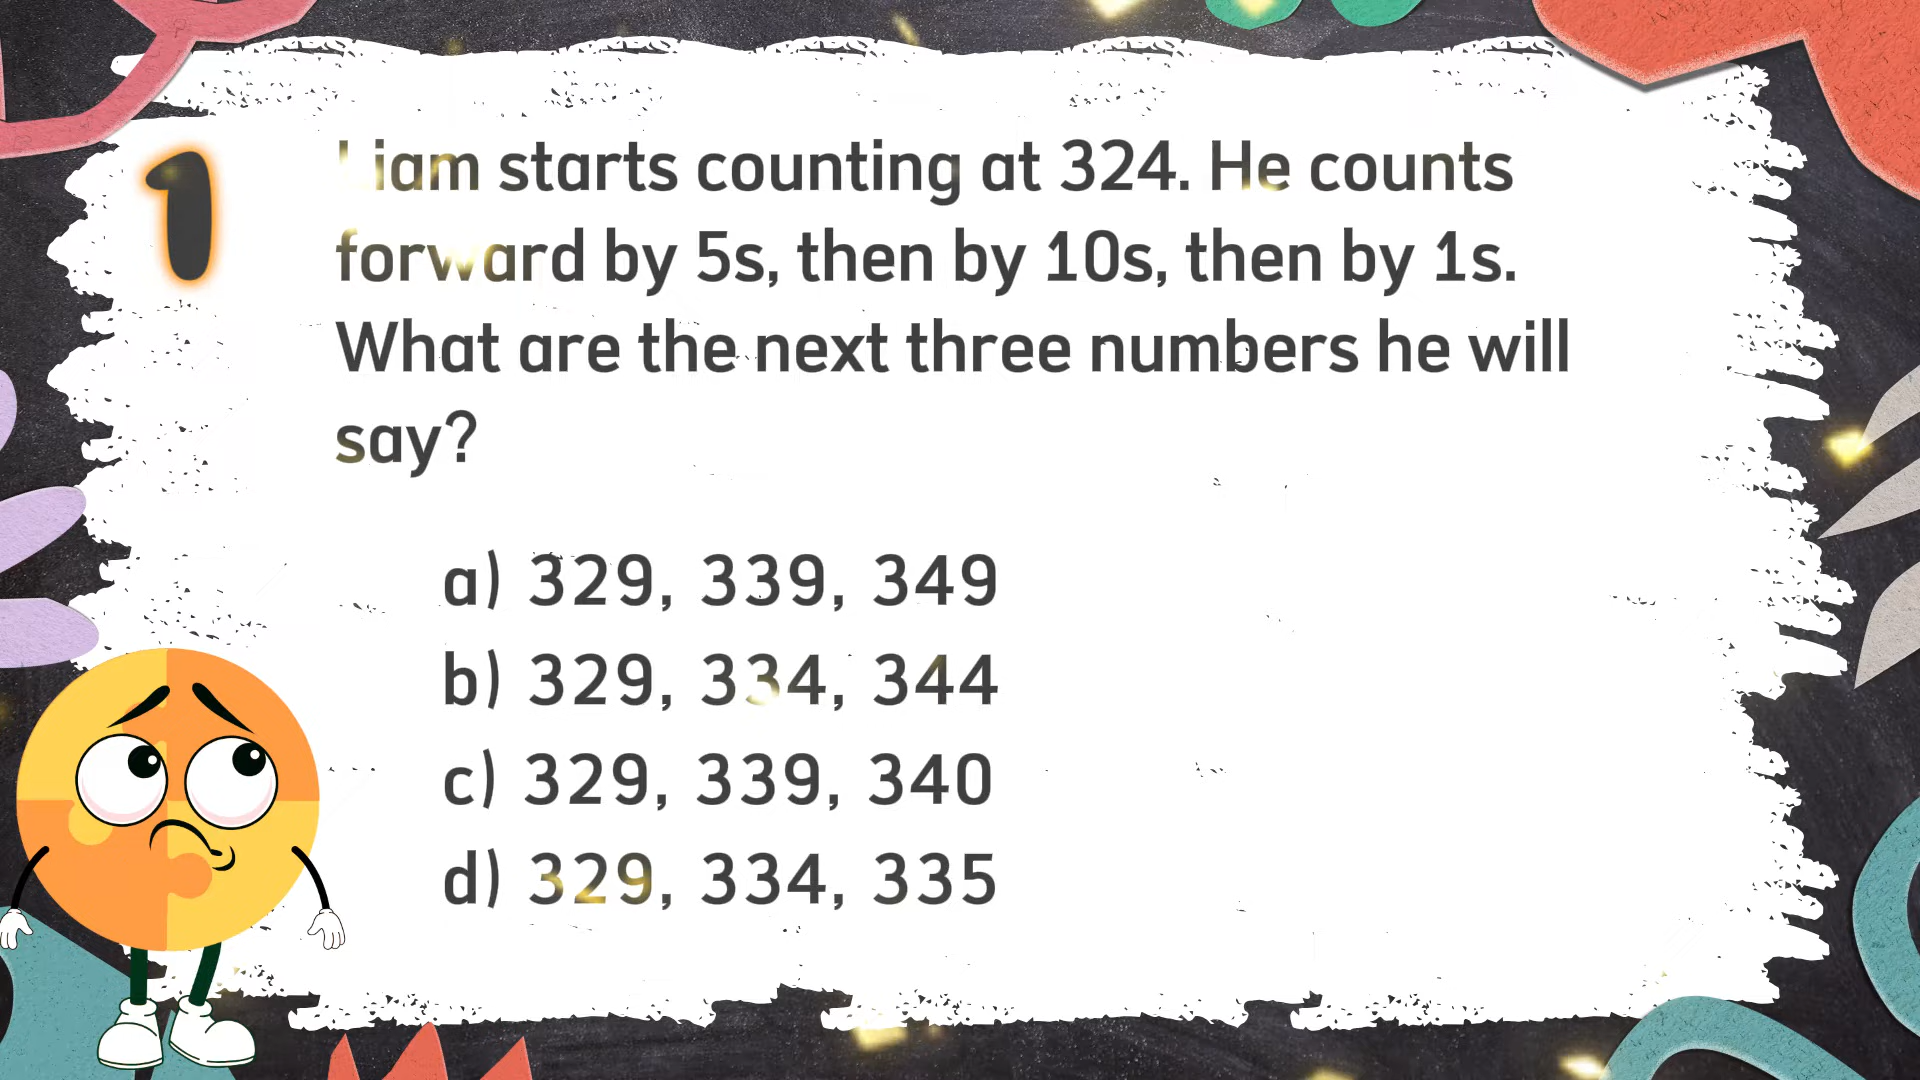 1
Liam starts counting at 324. He counts
forward by 5s, then by 10s, then by 1s.
What are the next three numbers he will
say?
a) 329, 339, 349
b) 329, 334, 344
c) 329, 339, 340
d) 329, 334, 335